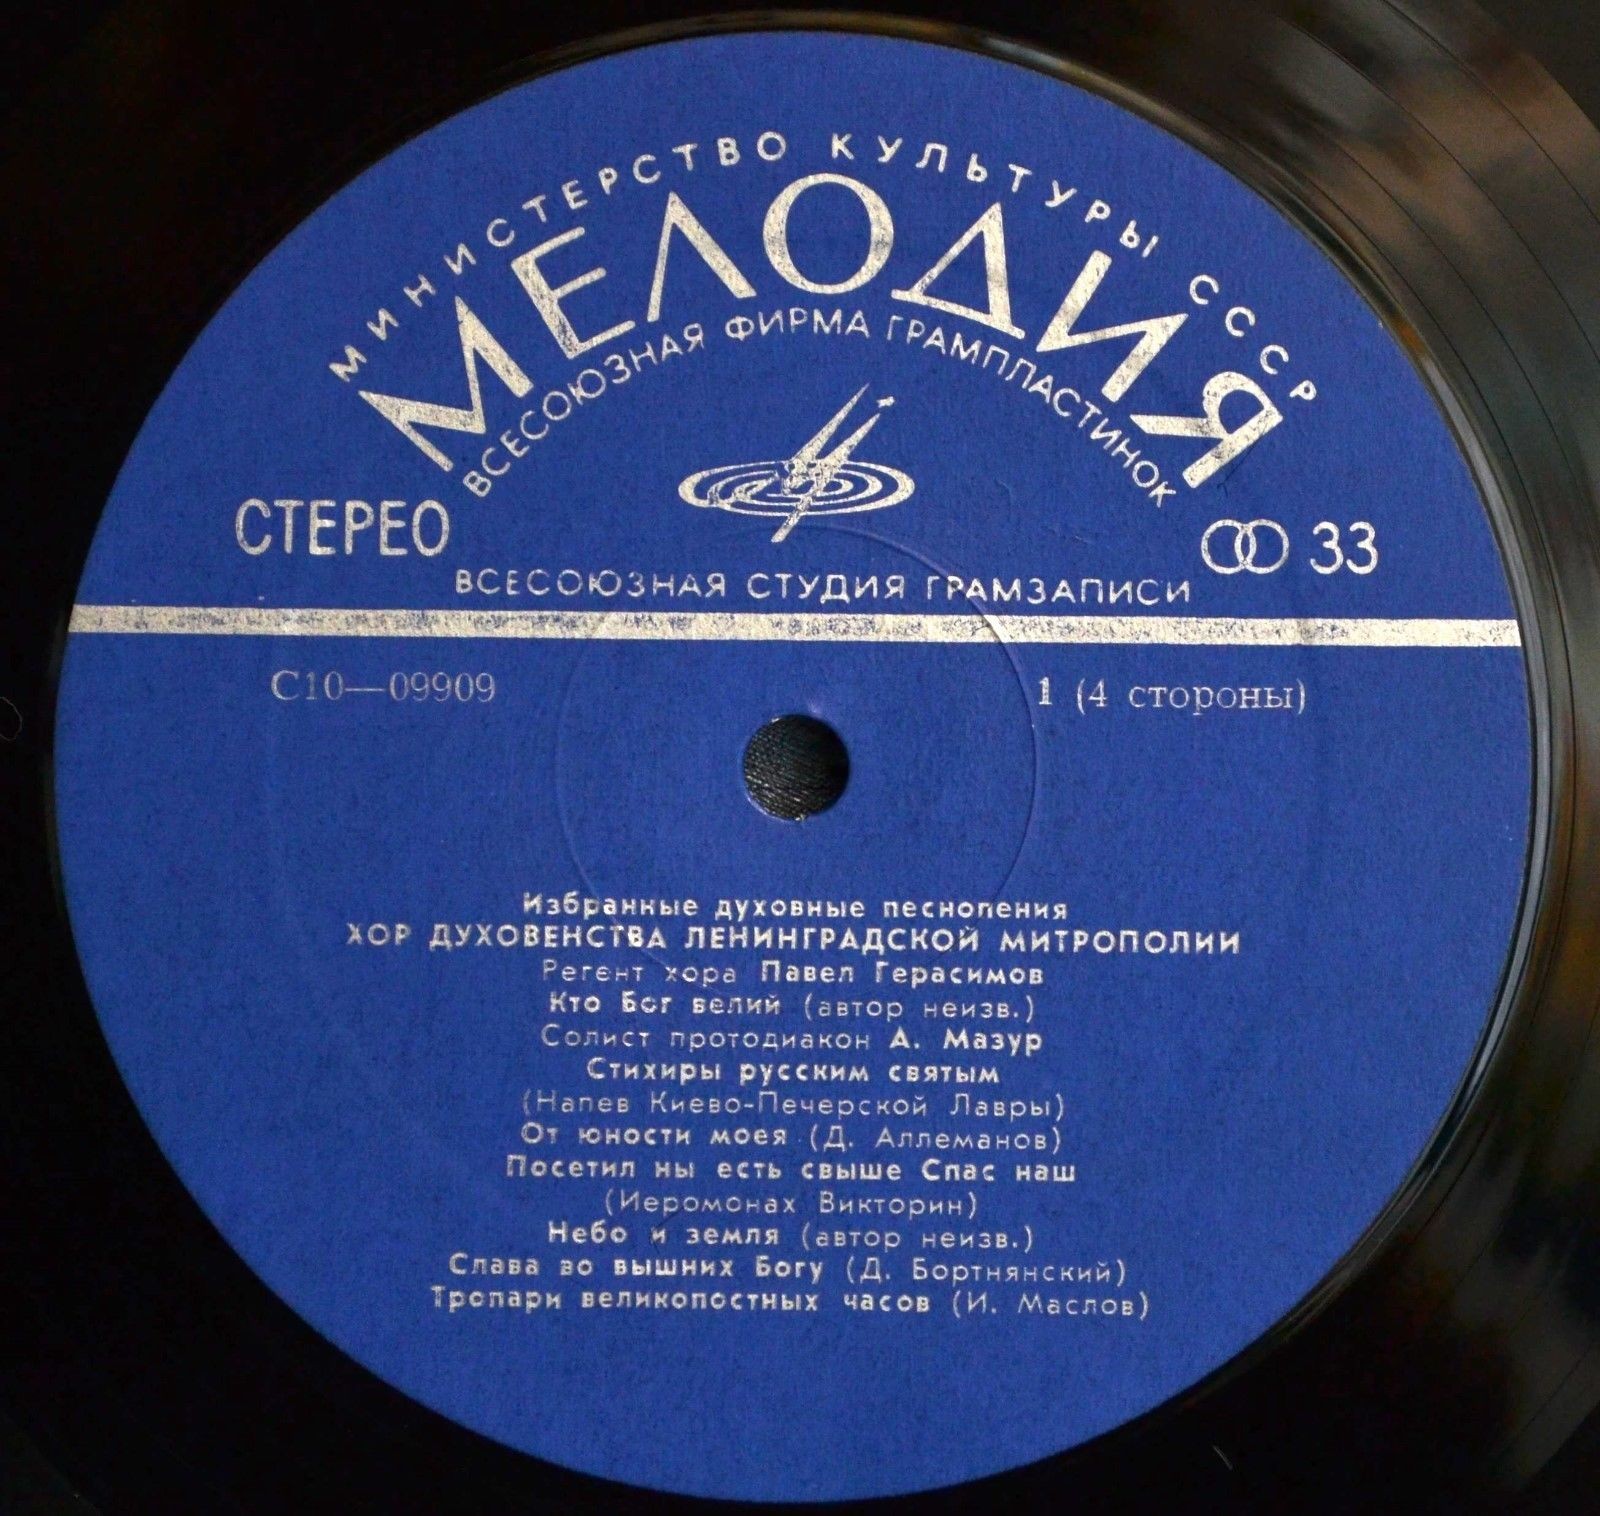 МИНИСТЕРСТВО КУЛЬТУРЫ СССР
МЕЛОДИЯ
ВСЕСОЮЗНАЯ ФИРМА ГРАМПЛАСТИНОК
СТЕРЕО
33
ВСЕСОЮЗНАЯ СТУДИЯ ГРАМЗАПИСИ
С10—09909
1 (4 стороны)
Избранные духовные песнопения
ХОР ДУХОВЕНСТВА ЛЕНИНГРАДСКОЙ МИТРОПОЛИИ
Регент хора Павел Герасимов
Кто Бог велий (автор неизв.)
Солист протодиакон А. Мазур
Стихиры русским святым
(Напев Киево-Печерской Лавры)
От юности моея (Д. Аллеманов)
Посетил ны есть свыше Спас наш
(Иеромонах Викторин)
Небо и земля (автор неизв.)
Слава во вышних Богу (Д. Бортнянский)
Тропари великопостных часов (И. Маслов)